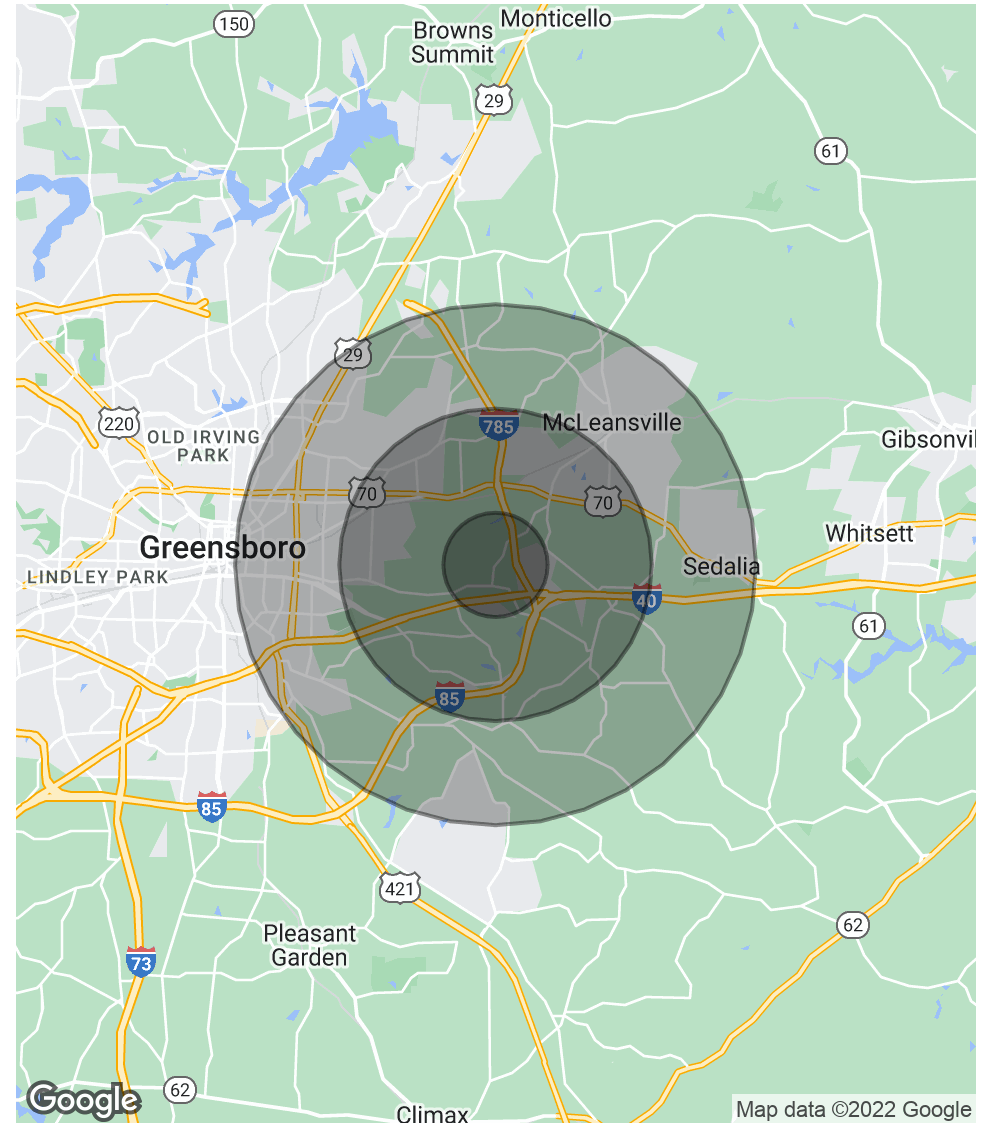 150
Monticello
Browns
Summit
29
61
29
220
McLeansville
785
OLD IRVING
PARK
Gibsonvil
70
70
Whitsett
Greensboro
Sedalia
LINDLEY PARK
40
61
85
85
421
62
Pleasant
Garden
73
62
Google
Climax
Map data ©2022 Google